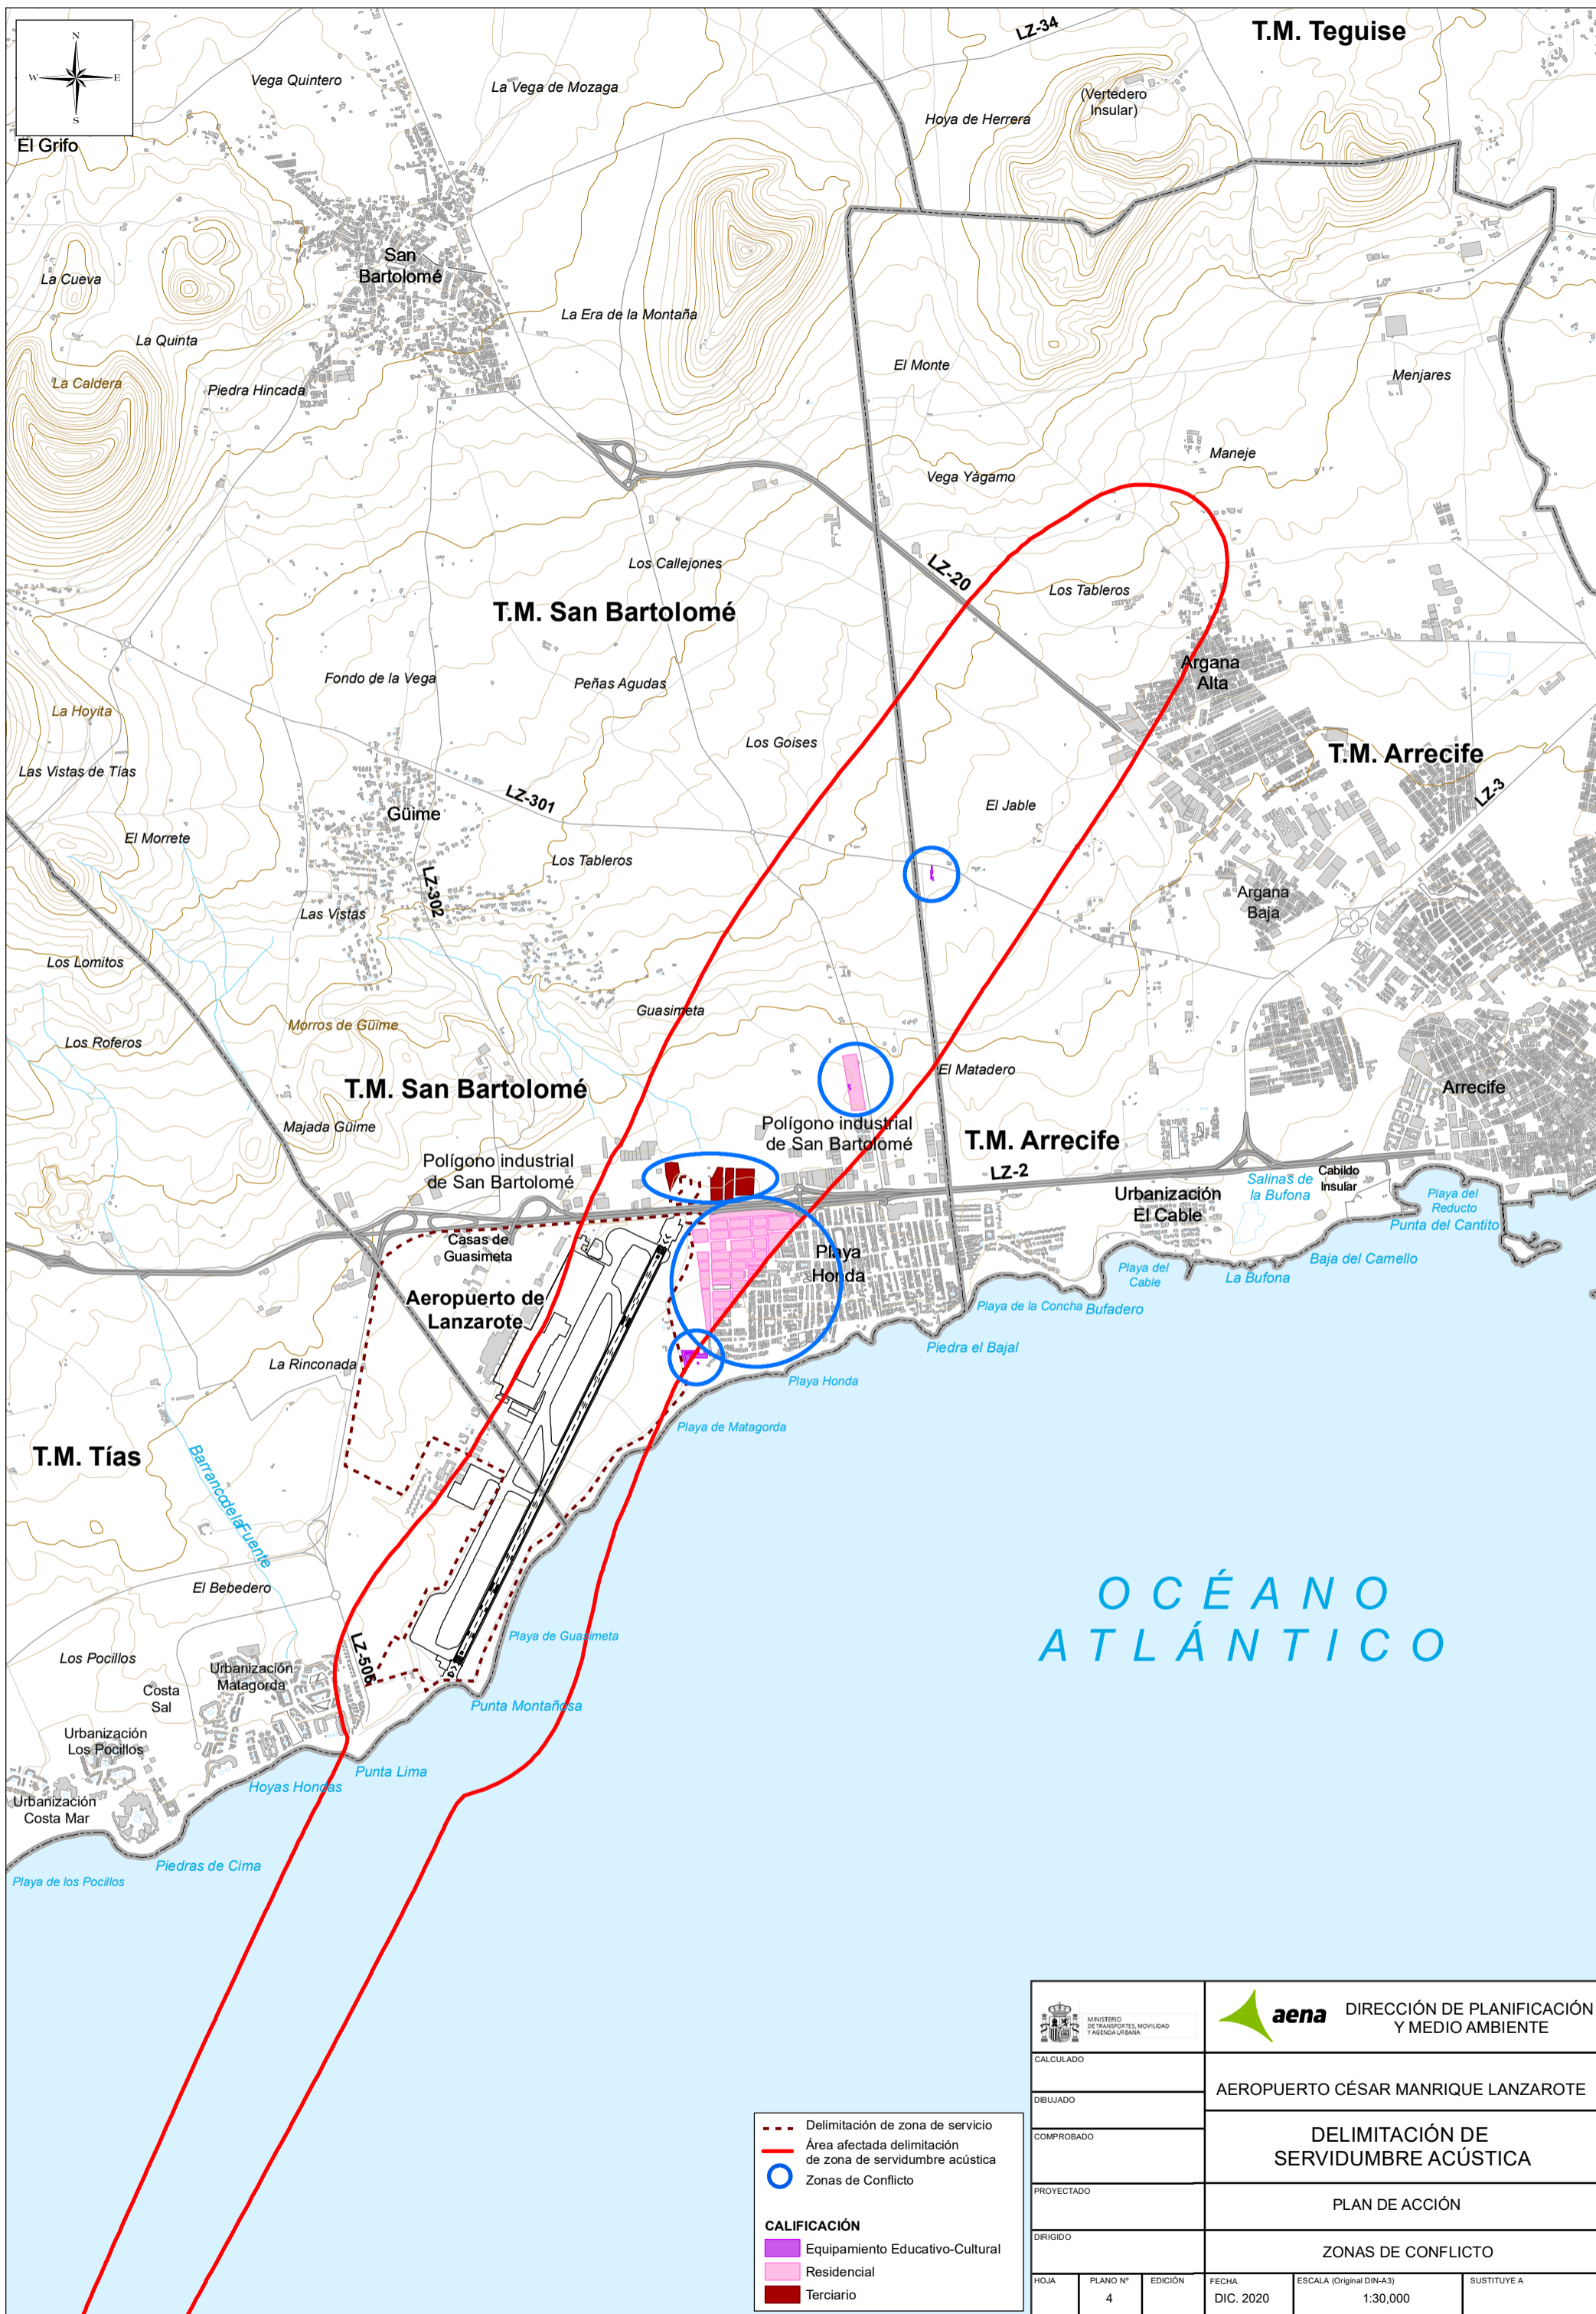 N
W
E
S
El Grifo
Vega Quintero
La Vega de Mozaga
LZ-34
T.M. Teguise
(Vertedero
Insular)
Hoya de Herrera
San
Bartolomé
La Cueva
La Era de la Montaña
La Quinta
La Caldera
Piedra Hincada
El Monte
Menjares
Maneje
Vega Yágamo
Los Callejones
LZ-20
Los Tableros
T.M. San Bartolomé
Fondo de la Vega
Peñas Agudas
Argana
Alta
La Hoyita
Los Goises
T.M. Arrecife
Las Vistas de Tías
LZ-301
LZ-3
Güime
El Jable
El Morrete
Los Tableros
LZ-302
Argana
Baja
Las Vistas
Los Lomitos
Guasimeta
Morros de Güime
Los Roferos
El Matadero
T.M. San Bartolomé
Arrecife
Majada Güime
Polígono industrial
de San Bartolomé
T.M. Arrecife
Polígono industrial
de San Bartolomé
LZ-2
Cabildo
Insular
Salinas de
la Bufona
Urbanización
El Cable
Playa del
Reducto
Punta del Cantito
Casas de
Guasimeta
Playa
Honda
Baja del Camello
Playa del
Cable
La Bufona
Aeropuerto de
Lanzarote
Playa de la Concha
Bufadero
Piedra el Bajal
La Rinconada
Playa Honda
Playa de Matagorda
T.M. Tías
Barranco de la Fuente
El Bebedero
OCÉANO
ATLÁNTICO
Playa de Guasimeta
LZ-505
Los Pocillos
Urbanización
Matagorda
Costa
Sal
Punta Montañosa
Urbanización
Los Pocillos
Punta Lima
Hoyas Hondas
Urbanización
Costa Mar
Piedras de Cima
Playa de los Pocillos
Delimitación de zona de servicio
Área afectada delimitación
de zona de servidumbre acústica
Zonas de Conflicto
CALIFICACIÓN
Equipamiento Educativo-Cultural
Residencial
Terciario
MINISTERIO
DE TRANSPORTES, MOVILIDAD
Y AGENDA URBANA
aena
DIRECCIÓN DE PLANIFICACIÓN
Y MEDIO AMBIENTE
CALCULADO
AEROPUERTO CÉSAR MANRIQUE LANZAROTE
DIBUJADO
COMPROBADO
DELIMITACIÓN DE
SERVIDUMBRE ACÚSTICA
PROYECTADO
PLAN DE ACCIÓN
DIRIGIDO
ZONAS DE CONFLICTO
HOJA
PLANO Nº
4
EDICIÓN
FECHA
DIC. 2020
ESCALA (Original DIN-A3)
1:30,000
SUSTITUYE A